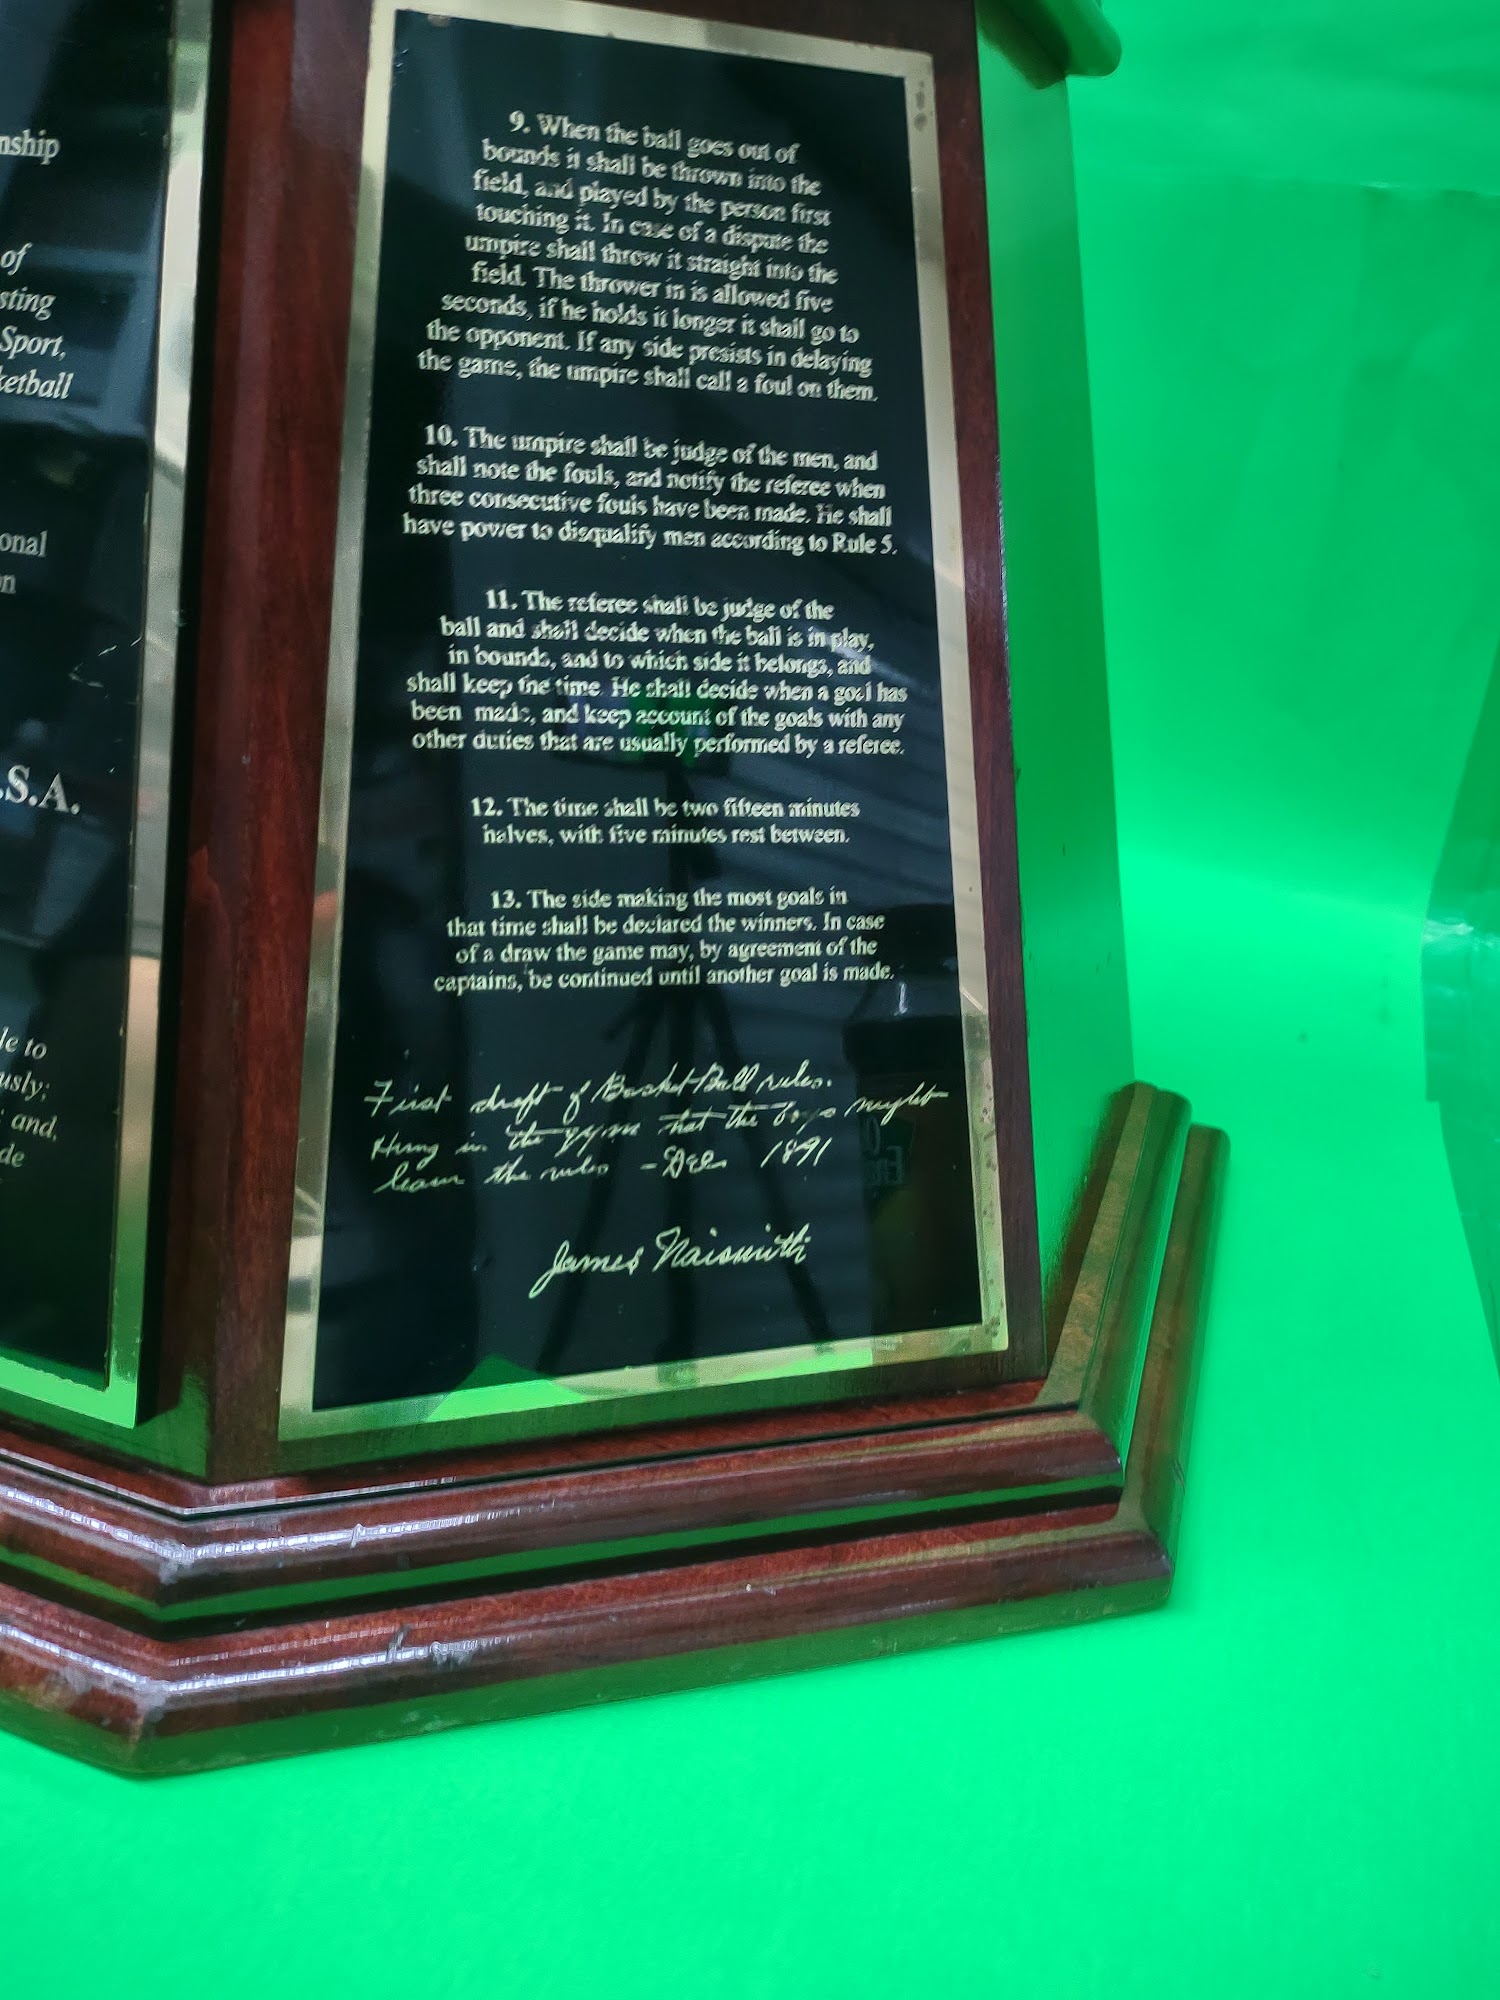 nship
of
sting
Sport,
ketball
onal
on
.S.A.
le to
usly;
; and,
de
9. When the ball goes out of
bounds it shall be thrown into the
field, and played by the person first
touching it. In case of a dispute the
umpire shall throw it straight into the
field. The thrower in is allowed five
seconds, if he holds it longer it shall go to
the opponent. If any side presists in delaying
the game, the umpire shall call a foul on them.
10. The umpire shall be judge of the men, and
shall note the fouls, and notify the referee when
three consecutive fouls have been made. He shall
have power to disqualify men according to Rule 5.
11. The referee shall be judge of the
ball and shall decide when the ball is in play,
in bounds, and to which side it belongs, and
shall keep the time. He shall decide when a goal has
been made, and keep account of the goals with any
other duties that are usually performed by a referee.
12. The time shall be two fifteen minutes
halves, with five minutes rest between.
13. The side making the most goals in
that time shall be declared the winners. In case
of a draw the game may, by agreement of the
captains, be continued until another goal is made.
First draft of Basket Ball rules.
Hung in the gym that the boys might
learn the rules - Dec 1891
James Naismith